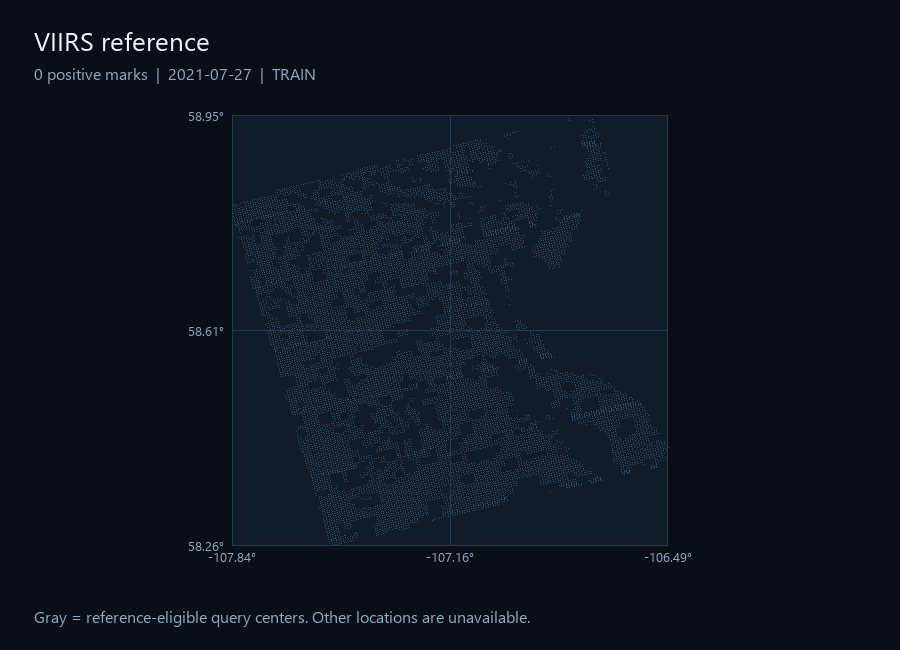 VIIRS reference
0 positive marks | 2021-07-27 | TRAIN
58.95°
58.61°
58.26°
-107.84°
-107.16°
-106.49°
Gray = reference-eligible query centers. Other locations are unavailable.